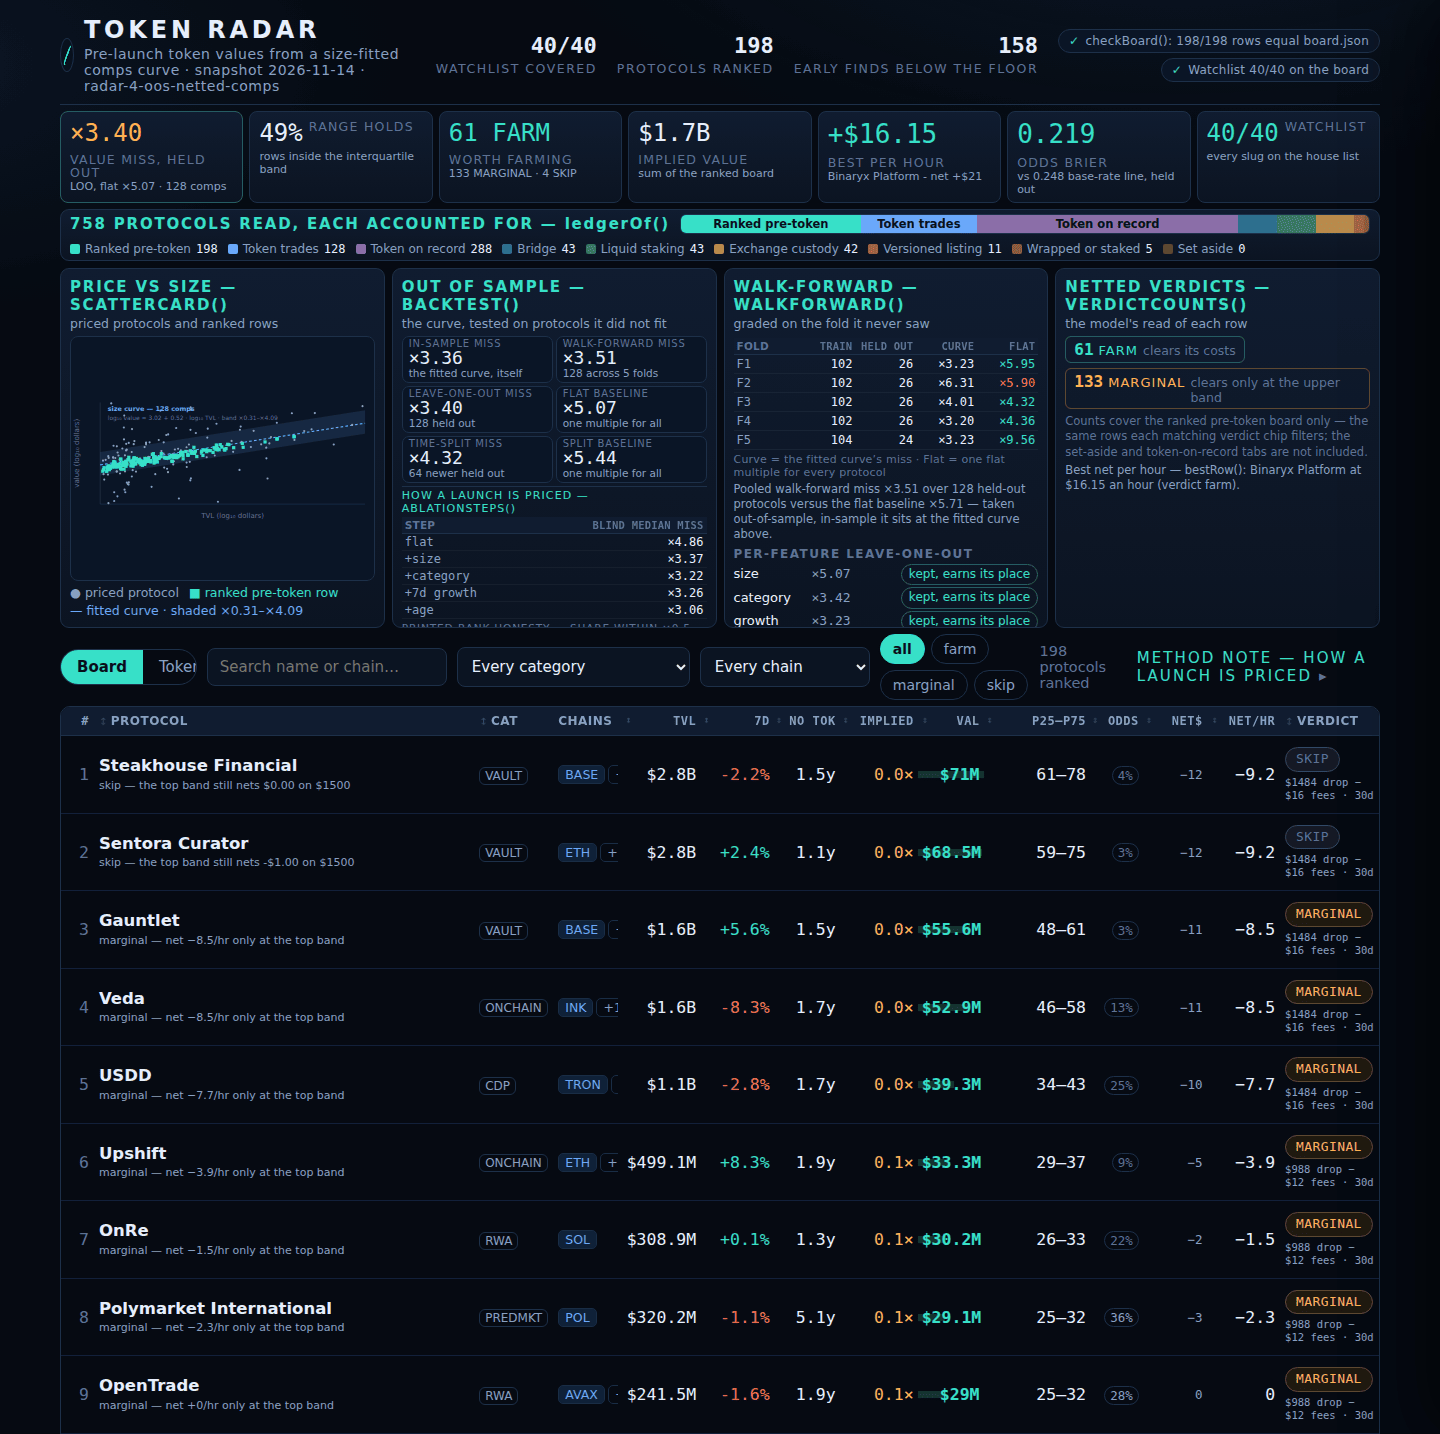 TOKEN RADAR
Pre-launch token values from a size-fitted
comps curve · snapshot 2026-11-14 ·
radar-4-oos-netted-comps
40/40
WATCHLIST COVERED
198
PROTOCOLS RANKED
158
EARLY FINDS BELOW THE FLOOR
✓ checkBoard(): 198/198 rows equal board.json
✓ Watchlist 40/40 on the board
×3.40
VALUE MISS, HELD
OUT
LOO, flat ×5.07 · 128 comps
49% RANGE HOLDS
rows inside the interquartile
band
61 FARM
WORTH FARMING
133 MARGINAL · 4 SKIP
$1.7B
IMPLIED VALUE
sum of the ranked board
+$16.15
BEST PER HOUR
Binaryx Platform - net +$21
0.219
ODDS BRIER
vs 0.248 base-rate line, held
out
40/40 WATCHLIST
every slug on the house list
758 PROTOCOLS READ, EACH ACCOUNTED FOR — ledgerOf()
Ranked pre-token
Token trades
Token on record
Ranked pre-token 198
Token trades 128
Token on record 288
Bridge 43
Liquid staking 43
Exchange custody 42
Versioned listing 11
Wrapped or staked 5
Set aside 0
PRICE VS SIZE —
SCATTERCARD()
priced protocols and ranked rows
size curve — 128 comps
value (log₁₀ dollars)
TVL (log₁₀ dollars)
● priced protocol ■ ranked pre-token row
— fitted curve · shaded ×0.31–×4.09
OUT OF SAMPLE —
BACKTEST()
the curve, tested on protocols it did not fit
IN-SAMPLE MISS
×3.36
the fitted curve, itself
WALK-FORWARD MISS
×3.51
128 across 5 folds
LEAVE-ONE-OUT MISS
×3.40
128 held out
FLAT BASELINE
×5.07
one multiple for all
TIME-SPLIT MISS
×4.32
64 newer held out
SPLIT BASELINE
×5.44
one multiple for all
HOW A LAUNCH IS PRICED —
ABLATIONSTEPS()
STEP BLIND MEDIAN MISS
flat ×4.86
+size ×3.37
+category ×3.22
+7d growth ×3.26
+age ×3.06
WALK-FORWARD —
WALKFORWARD()
graded on the fold it never saw
FOLD TRAIN HELD OUT CURVE FLAT
F1 102 26 ×3.23 ×5.95
F2 102 26 ×6.31 ×5.90
F3 102 26 ×4.01 ×4.32
F4 102 26 ×3.20 ×4.36
F5 104 24 ×3.23 ×9.56
Curve = the fitted curve's miss · Flat = one flat
multiple for every protocol
Pooled walk-forward miss ×3.51 over 128 held-out
protocols versus the flat baseline ×5.71 — taken
out-of-sample, in-sample it sits at the fitted curve
above.
PER-FEATURE LEAVE-ONE-OUT
size ×5.07 kept, earns its place
category ×3.42 kept, earns its place
growth ×3.23 kept, earns its place
NETTED VERDICTS —
VERDICTCOUNTS()
the model's read of each row
61 FARM clears its costs
133 MARGINAL clears only at the upper
band
Counts cover the ranked pre-token board only — the
same rows each matching verdict chip filters; the
set-aside and token-on-record tabs are not included.
Best net per hour — bestRow(): Binaryx Platform at
$16.15 an hour (verdict farm).
Board
Token
Search name or chain…
Every category
Every chain
all
farm
marginal
skip
198
protocols
ranked
METHOD NOTE — HOW A
LAUNCH IS PRICED ▸
# PROTOCOL CAT CHAINS TVL 7D NO TOK IMPLIED VAL P25–P75 ODDS NET$ NET/HR VERDICT
1 Steakhouse Financial VAULT BASE $2.8B -2.2% 1.5y 0.0× $71M 61–78 4% −12 −9.2 SKIP
skip — the top band still nets $0.00 on $1500
$1484 drop −
$16 fees · 30d
2 Sentora Curator VAULT ETH + $2.8B +2.4% 1.1y 0.0× $68.5M 59–75 3% −12 −9.2 SKIP
skip — the top band still nets -$1.00 on $1500
$1484 drop −
$16 fees · 30d
3 Gauntlet VAULT BASE $1.6B +5.6% 1.5y 0.0× $55.6M 48–61 3% −11 −8.5 MARGINAL
marginal — net −8.5/hr only at the top band
$1484 drop −
$16 fees · 30d
4 Veda ONCHAIN INK +1 $1.6B -8.3% 1.7y 0.0× $52.9M 46–58 13% −11 −8.5 MARGINAL
marginal — net −8.5/hr only at the top band
$1484 drop −
$16 fees · 30d
5 USDD CDP TRON $1.1B -2.8% 1.7y 0.0× $39.3M 34–43 25% −10 −7.7 MARGINAL
marginal — net −7.7/hr only at the top band
$1484 drop −
$16 fees · 30d
6 Upshift ONCHAIN ETH + $499.1M +8.3% 1.9y 0.1× $33.3M 29–37 9% −5 −3.9 MARGINAL
marginal — net −3.9/hr only at the top band
$988 drop −
$12 fees · 30d
7 OnRe RWA SOL $308.9M +0.1% 1.3y 0.1× $30.2M 26–33 22% −2 −1.5 MARGINAL
marginal — net −1.5/hr only at the top band
$988 drop −
$12 fees · 30d
8 Polymarket International PREDMKT POL $320.2M -1.1% 5.1y 0.1× $29.1M 25–32 36% −3 −2.3 MARGINAL
marginal — net −2.3/hr only at the top band
$988 drop −
$12 fees · 30d
9 OpenTrade RWA AVAX $241.5M -1.6% 1.9y 0.1× $29M 25–32 28% 0 0 MARGINAL
marginal — net +0/hr only at the top band
$988 drop −
$12 fees · 30d